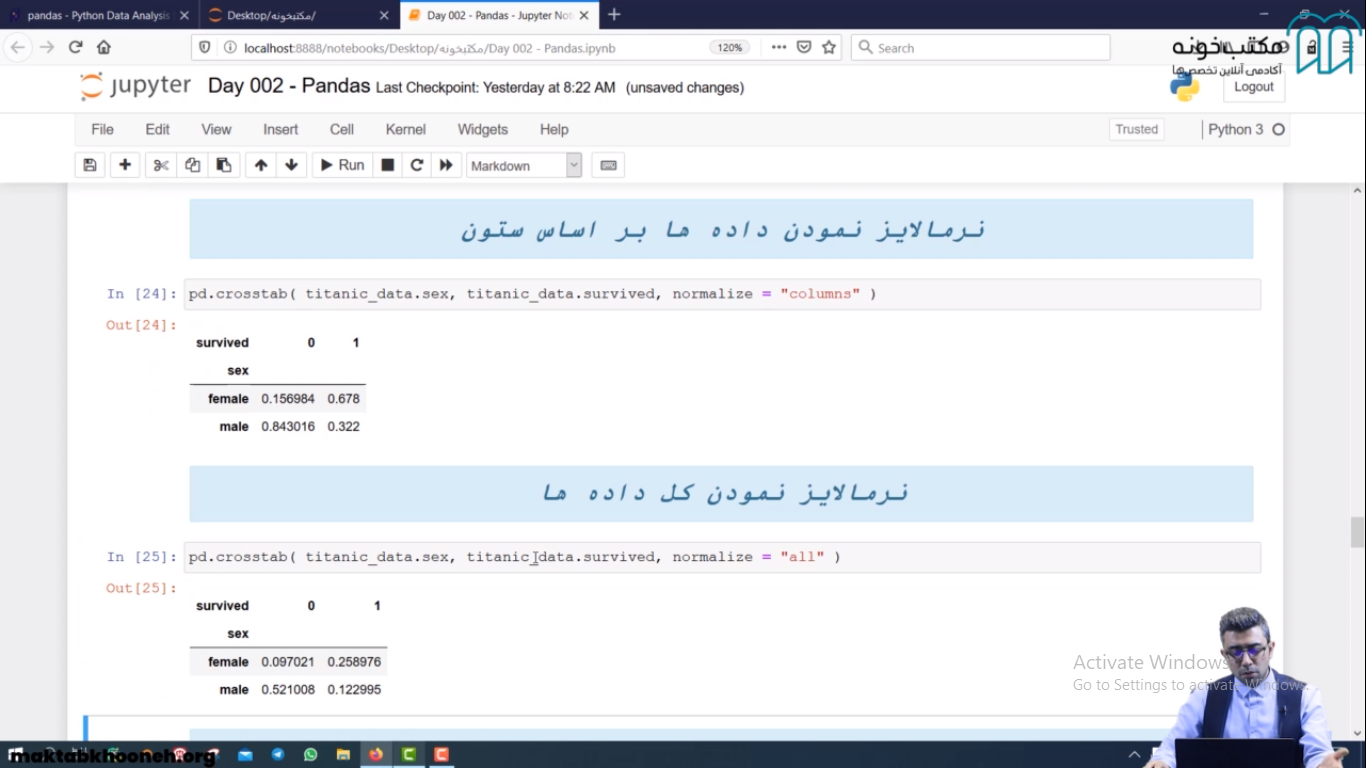 pandas - Python Data Analysis
Desktop/مکتبخونه/
Day 002 - Pandas - Jupyter Not
localhost:8888/notebooks/Desktop/مکتبخونه/Day 002 - Pandas.ipynb
120%
Search
مکتب‌خونه
آکادمی آنلاین تخصص‌ها
jupyter Day 002 - Pandas Last Checkpoint: Yesterday at 8:22 AM (unsaved changes)
Logout
File Edit View Insert Cell Kernel Widgets Help
Trusted
Python 3
Run
Markdown
نرمالایز نمودن داده ها بر اساس ستون
In [24]: pd.crosstab( titanic_data.sex, titanic_data.survived, normalize = "columns" )
Out[24]:
survived 0 1
sex
female 0.156984 0.678
male 0.843016 0.322
نرمالایز نمودن کل داده ها
In [25]: pd.crosstab( titanic_data.sex, titanic_data.survived, normalize = "all" )
Out[25]:
survived 0 1
sex
female 0.097021 0.258976
male 0.521008 0.122995
Activate Windows
Go to Settings to activate Windows.
maktabkhooneh.org